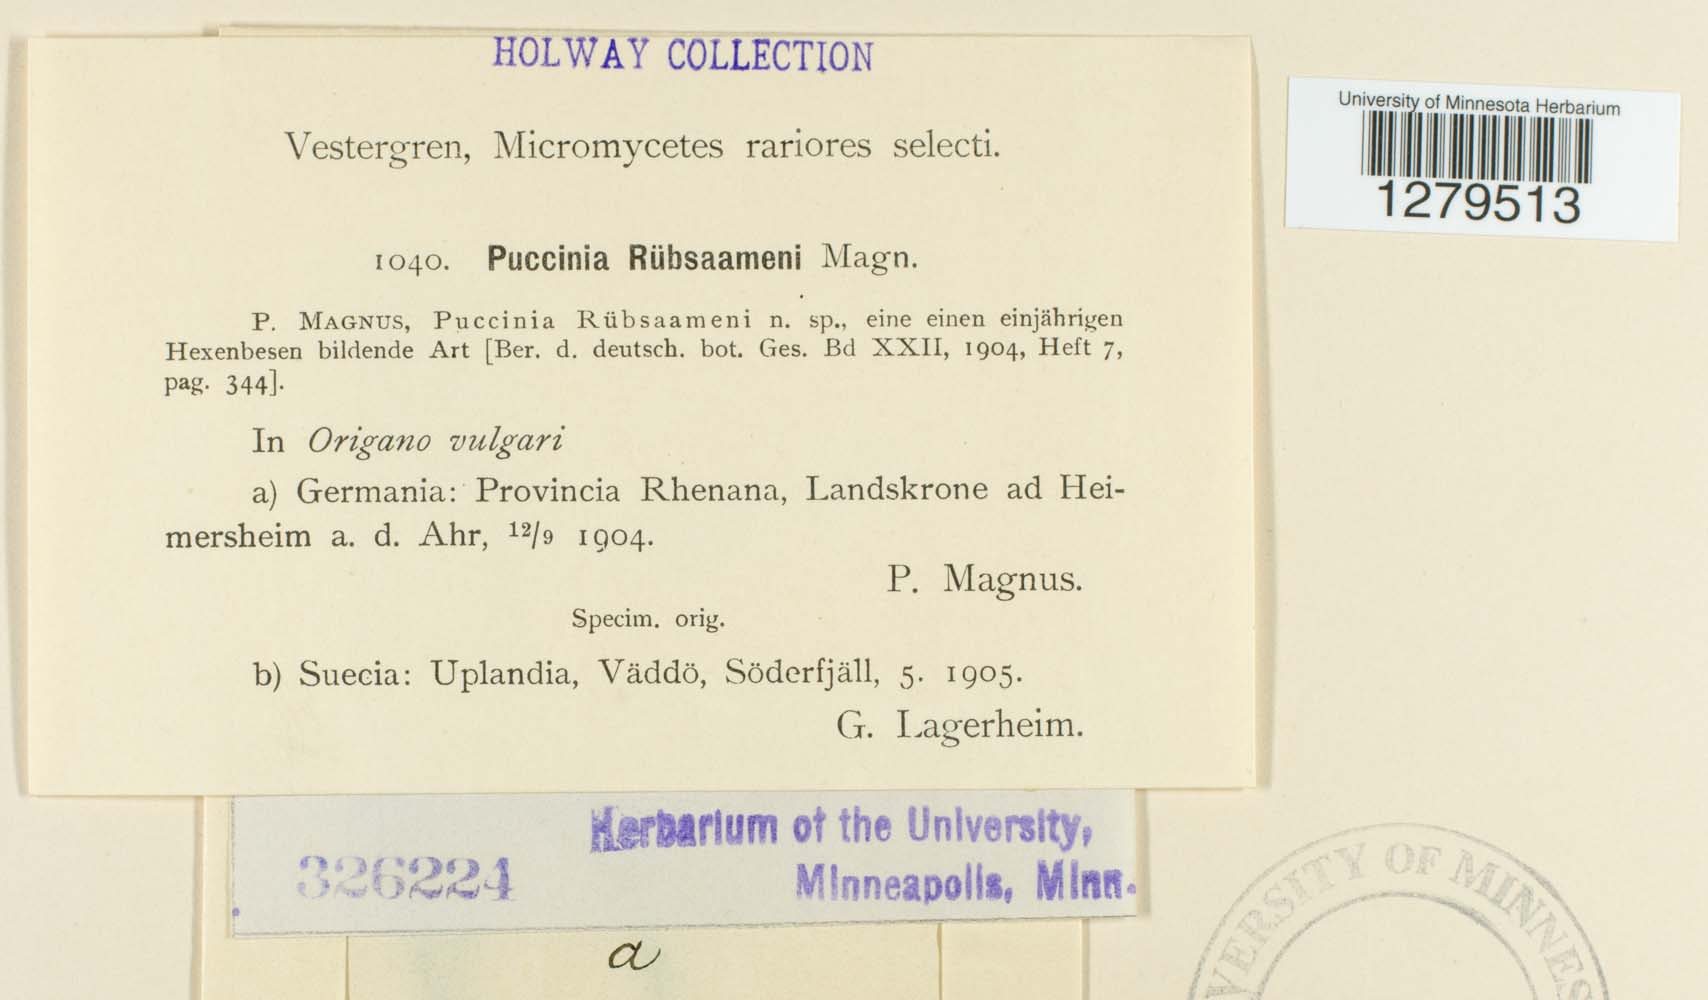 HOLWAY COLLECTION
Vestergren, Micromycetes rariores selecti.
1040. Puccinia Rübsaameni Magn.
P. MAGNUS, Puccinia Rübsaameni n. sp., eine einen einjährigen
Hexenbesen bildende Art [Ber. d. deutsch. bot. Ges. Bd XXII, 1904, Heft 7,
pag. 344].
In Origano vulgari
a) Germania: Provincia Rhenana, Landskrone ad Hei-
mersheim a. d. Ahr, 12/9 1904.
P. Magnus.
Specim. orig.
b) Suecia: Uplandia, Väddö, Söderfjäll, 5. 1905.
G. Lagerheim.
Herbarium of the University,
326224 Minneapolis, Minn.
a
University of Minnesota Herbarium
1279513
VERSITY OF MINNES